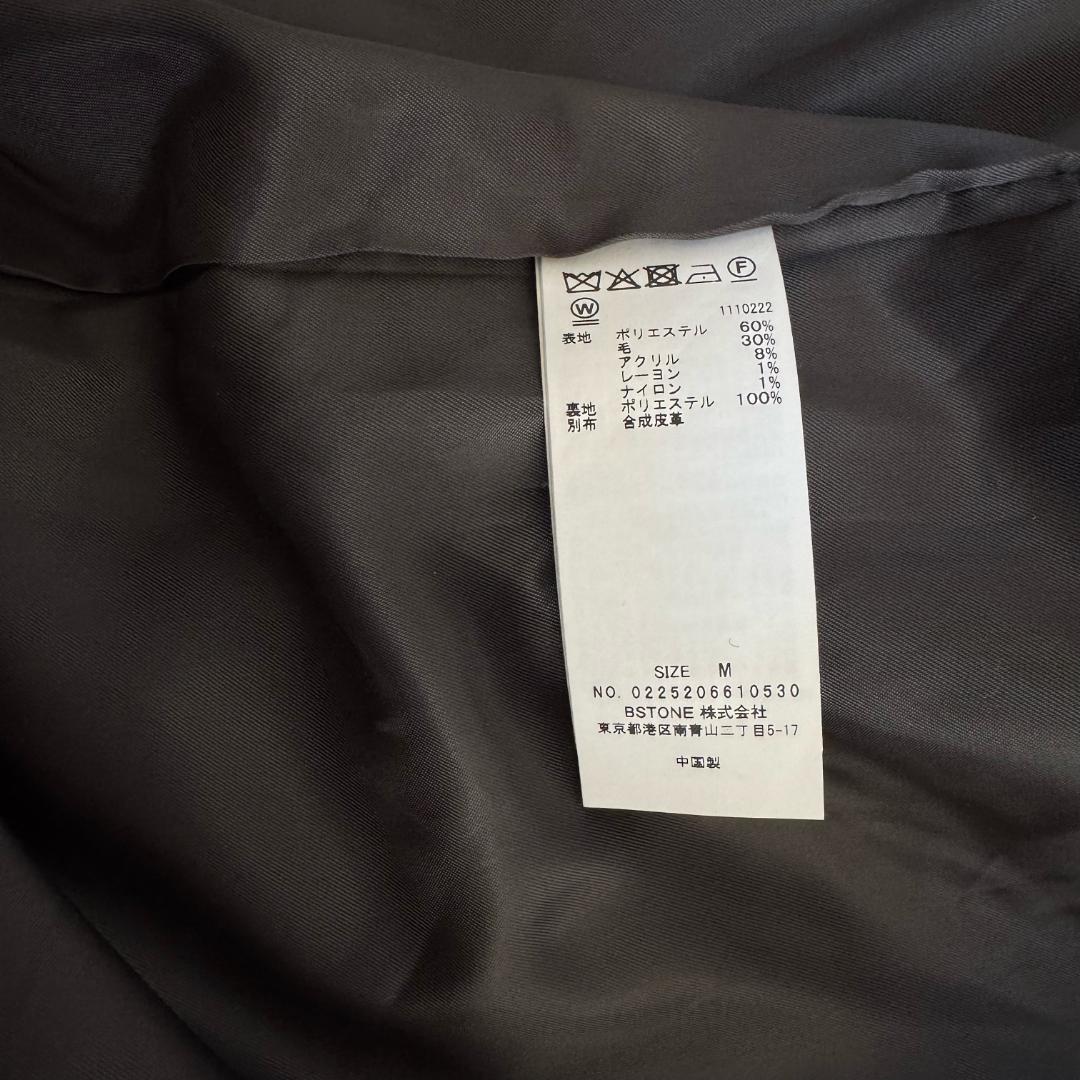 F
W
1110222
表地 ポリエステル 60%
毛 30%
アクリル 8%
レーヨン 1%
ナイロン 1%
裏地 ポリエステル 100%
別布 合成皮革
SIZE M
NO. 0225206610530
BSTONE 株式会社
東京都港区南青山二丁目5-17
中国製